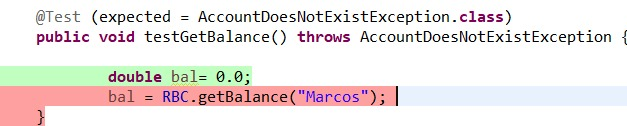 @Test (expected = AccountDoesNotExistException.class)
public void testGetBalance() throws AccountDoesNotExistException {
double bal= 0.0;
bal = RBC.getBalance("Marcos");
}